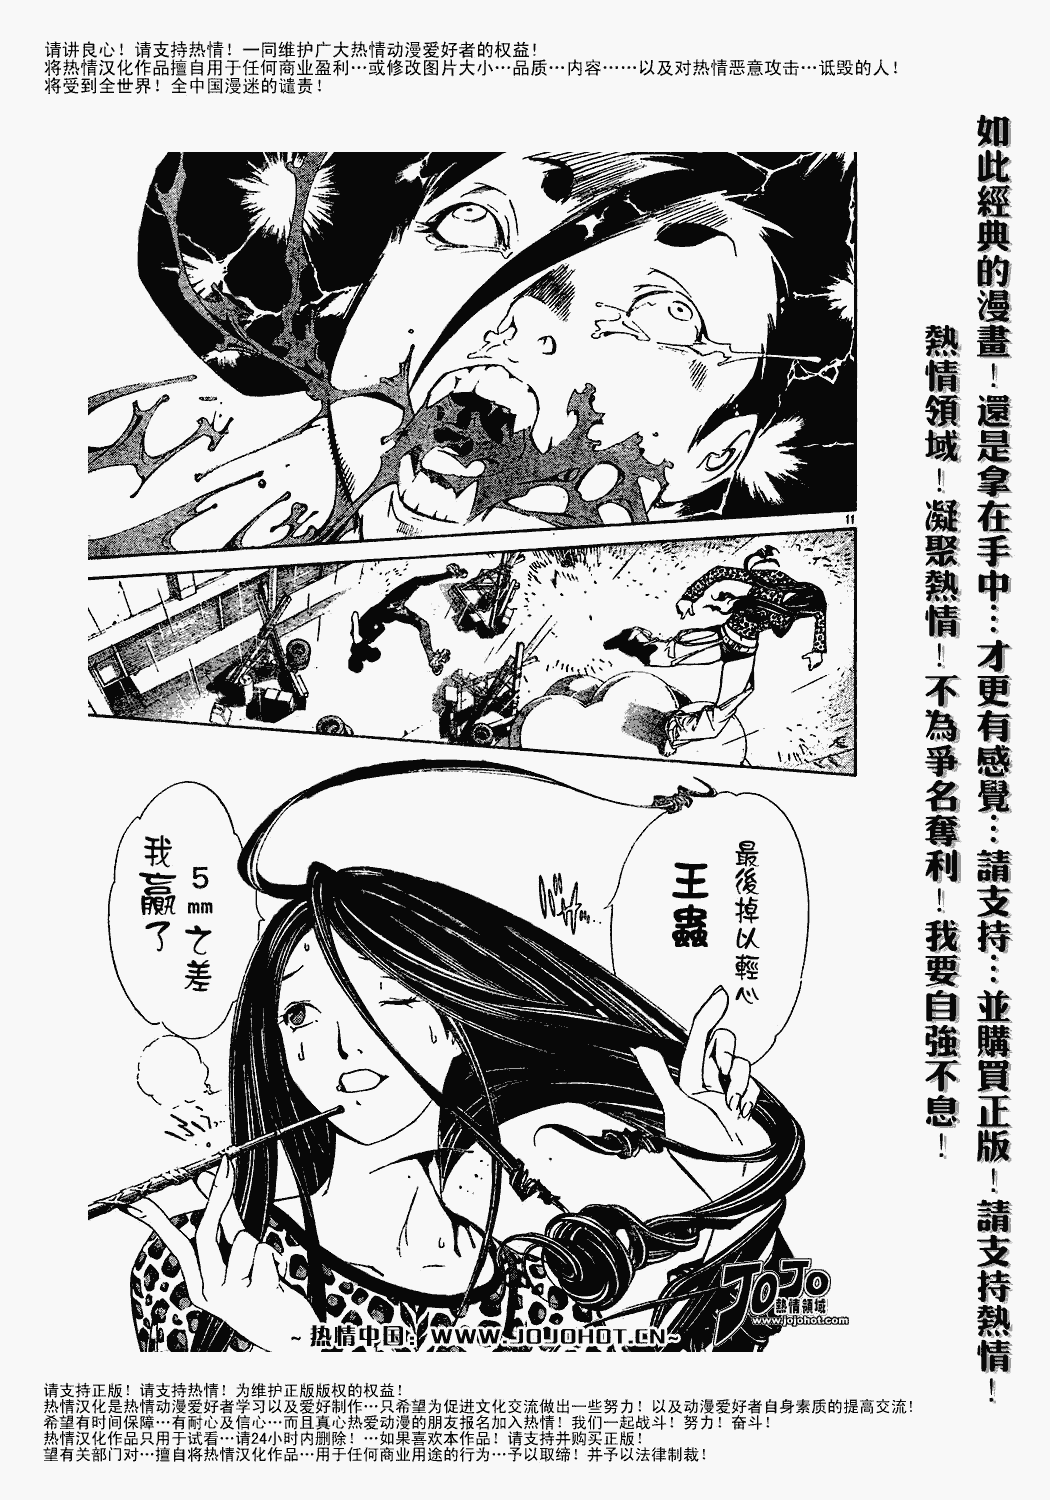 请讲良心！请支持热情！一同维护广大热情动漫爱好者的权益！
将热情汉化作品擅自用于任何商业盈利…或修改图片大小…品质…内容……以及对热情恶意攻击…诋毁的人！
将受到全世界！全中国漫迷的谴责！
如此經典的漫畫！還是拿在手中…才更有感覺…請支持…並購買正版！請支持熱情！
熱情領域！凝聚熱情！不為爭名奪利！我要自強不息！
11
最後掉以輕心
王蟲
5㎜之差
我贏了
JOJO
熱情領域
www.jojohot.com
~热情中国：WWW.JOJOHOT.CN~
请支持正版！请支持热情！为维护正版版权的权益！
热情汉化是热情动漫爱好者学习以及爱好制作…只希望为促进文化交流做出一些努力！以及动漫爱好者自身素质的提高交流！
希望有时间保障…有耐心及信心…而且真心热爱动漫的朋友报名加入热情！我们一起战斗！努力！奋斗！
热情汉化作品只用于试看…请24小时内删除！…如果喜欢本作品！请支持并购买正版！
望有关部门对…擅自将热情汉化作品…用于任何商业用途的行为…予以取缔！并予以法律制裁！